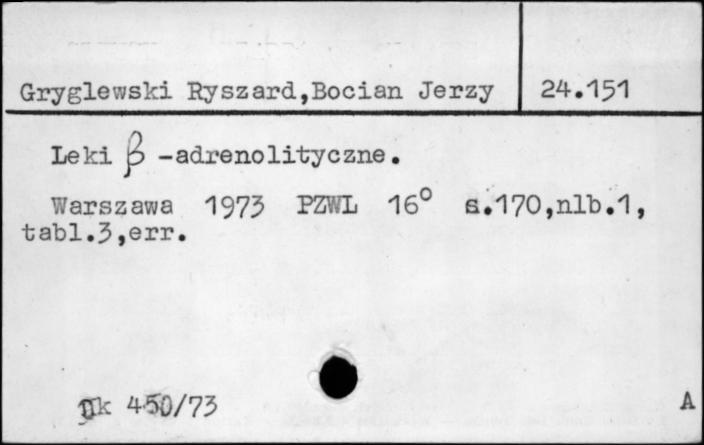 Gryglewski Ryszard,Bocian Jerzy 24.151
Leki β -adrenolityczne.
Warszawa 1973 PZWL 16° s.170,nlb.1,
tabl.3,err.
k 450/73 A